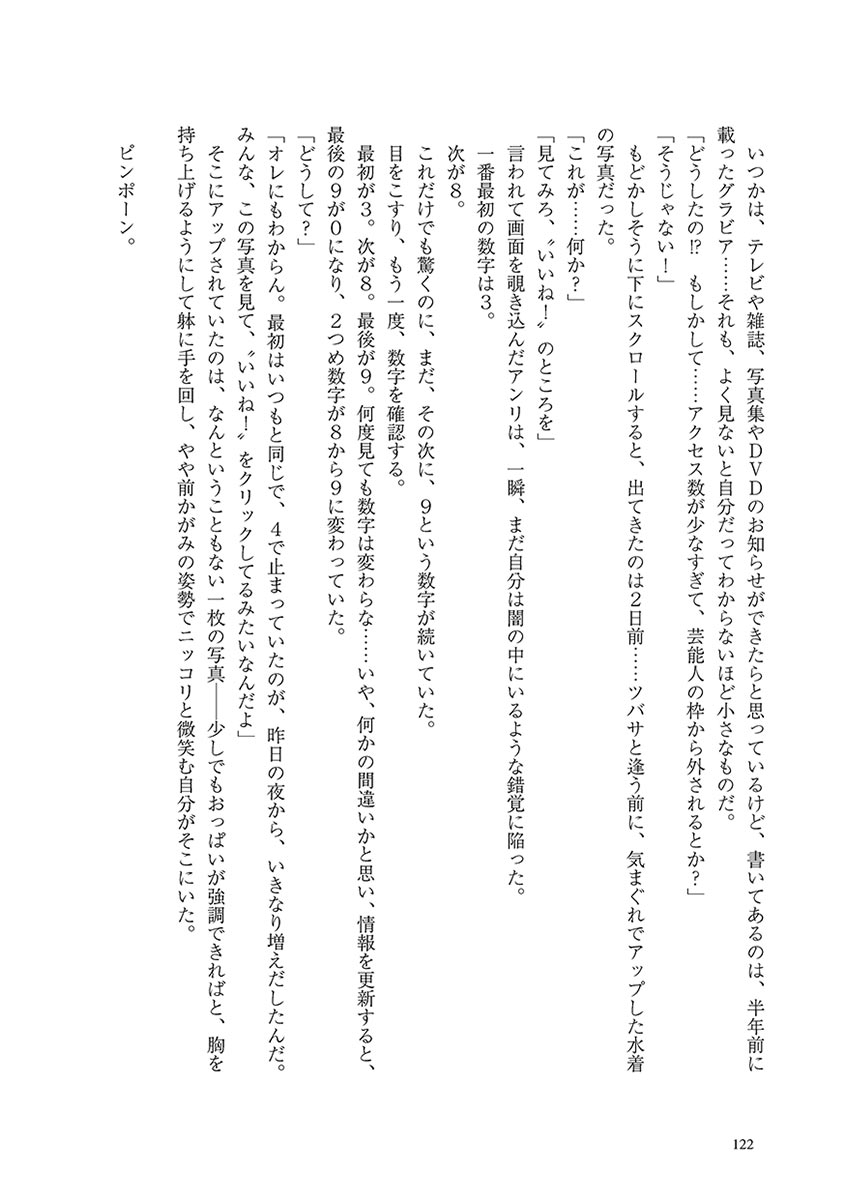 いつかは、テレビや雑誌、写真集やＤＶＤのお知らせができたらと思っているけど、書いてあるのは、半年前に
載ったグラビア……それも、よく見ないと自分だってわからないほど小さなものだ。
「どうしたの⁉　もしかして……アクセス数が少なすぎて、芸能人の枠から外されるとか？」
「そうじゃない！」
もどかしそうに下にスクロールすると、出てきたのは２日前……ツバサと逢う前に、気まぐれでアップした水着
の写真だった。
「これが……何か？」
「見てみろ、〝いいね！〟のところを」
言われて画面を覗き込んだアンリは、一瞬、まだ自分は闇の中にいるような錯覚に陥った。
一番最初の数字は３。
次が８。
これだけでも驚くのに、まだ、その次に、９という数字が続いていた。
目をこすり、もう一度、数字を確認する。
最初が３。次が８。最後が９。何度見ても数字は変わらな……いや、何かの間違いかと思い、情報を更新すると、
最後の９が０になり、２つめ数字が８から９に変わっていた。
「どうして？」
「オレにもわからん。最初はいつもと同じで、４で止まっていたのが、昨日の夜から、いきなり増えだしたんだ。
みんな、この写真を見て、〝いいね！〟をクリックしてるみたいなんだよ」
そこにアップされていたのは、なんということもない一枚の写真――少しでもおっぱいが強調できればと、胸を
持ち上げるようにして躰に手を回し、やや前かがみの姿勢でニッコリと微笑む自分がそこにいた。
ピンポーン。
122